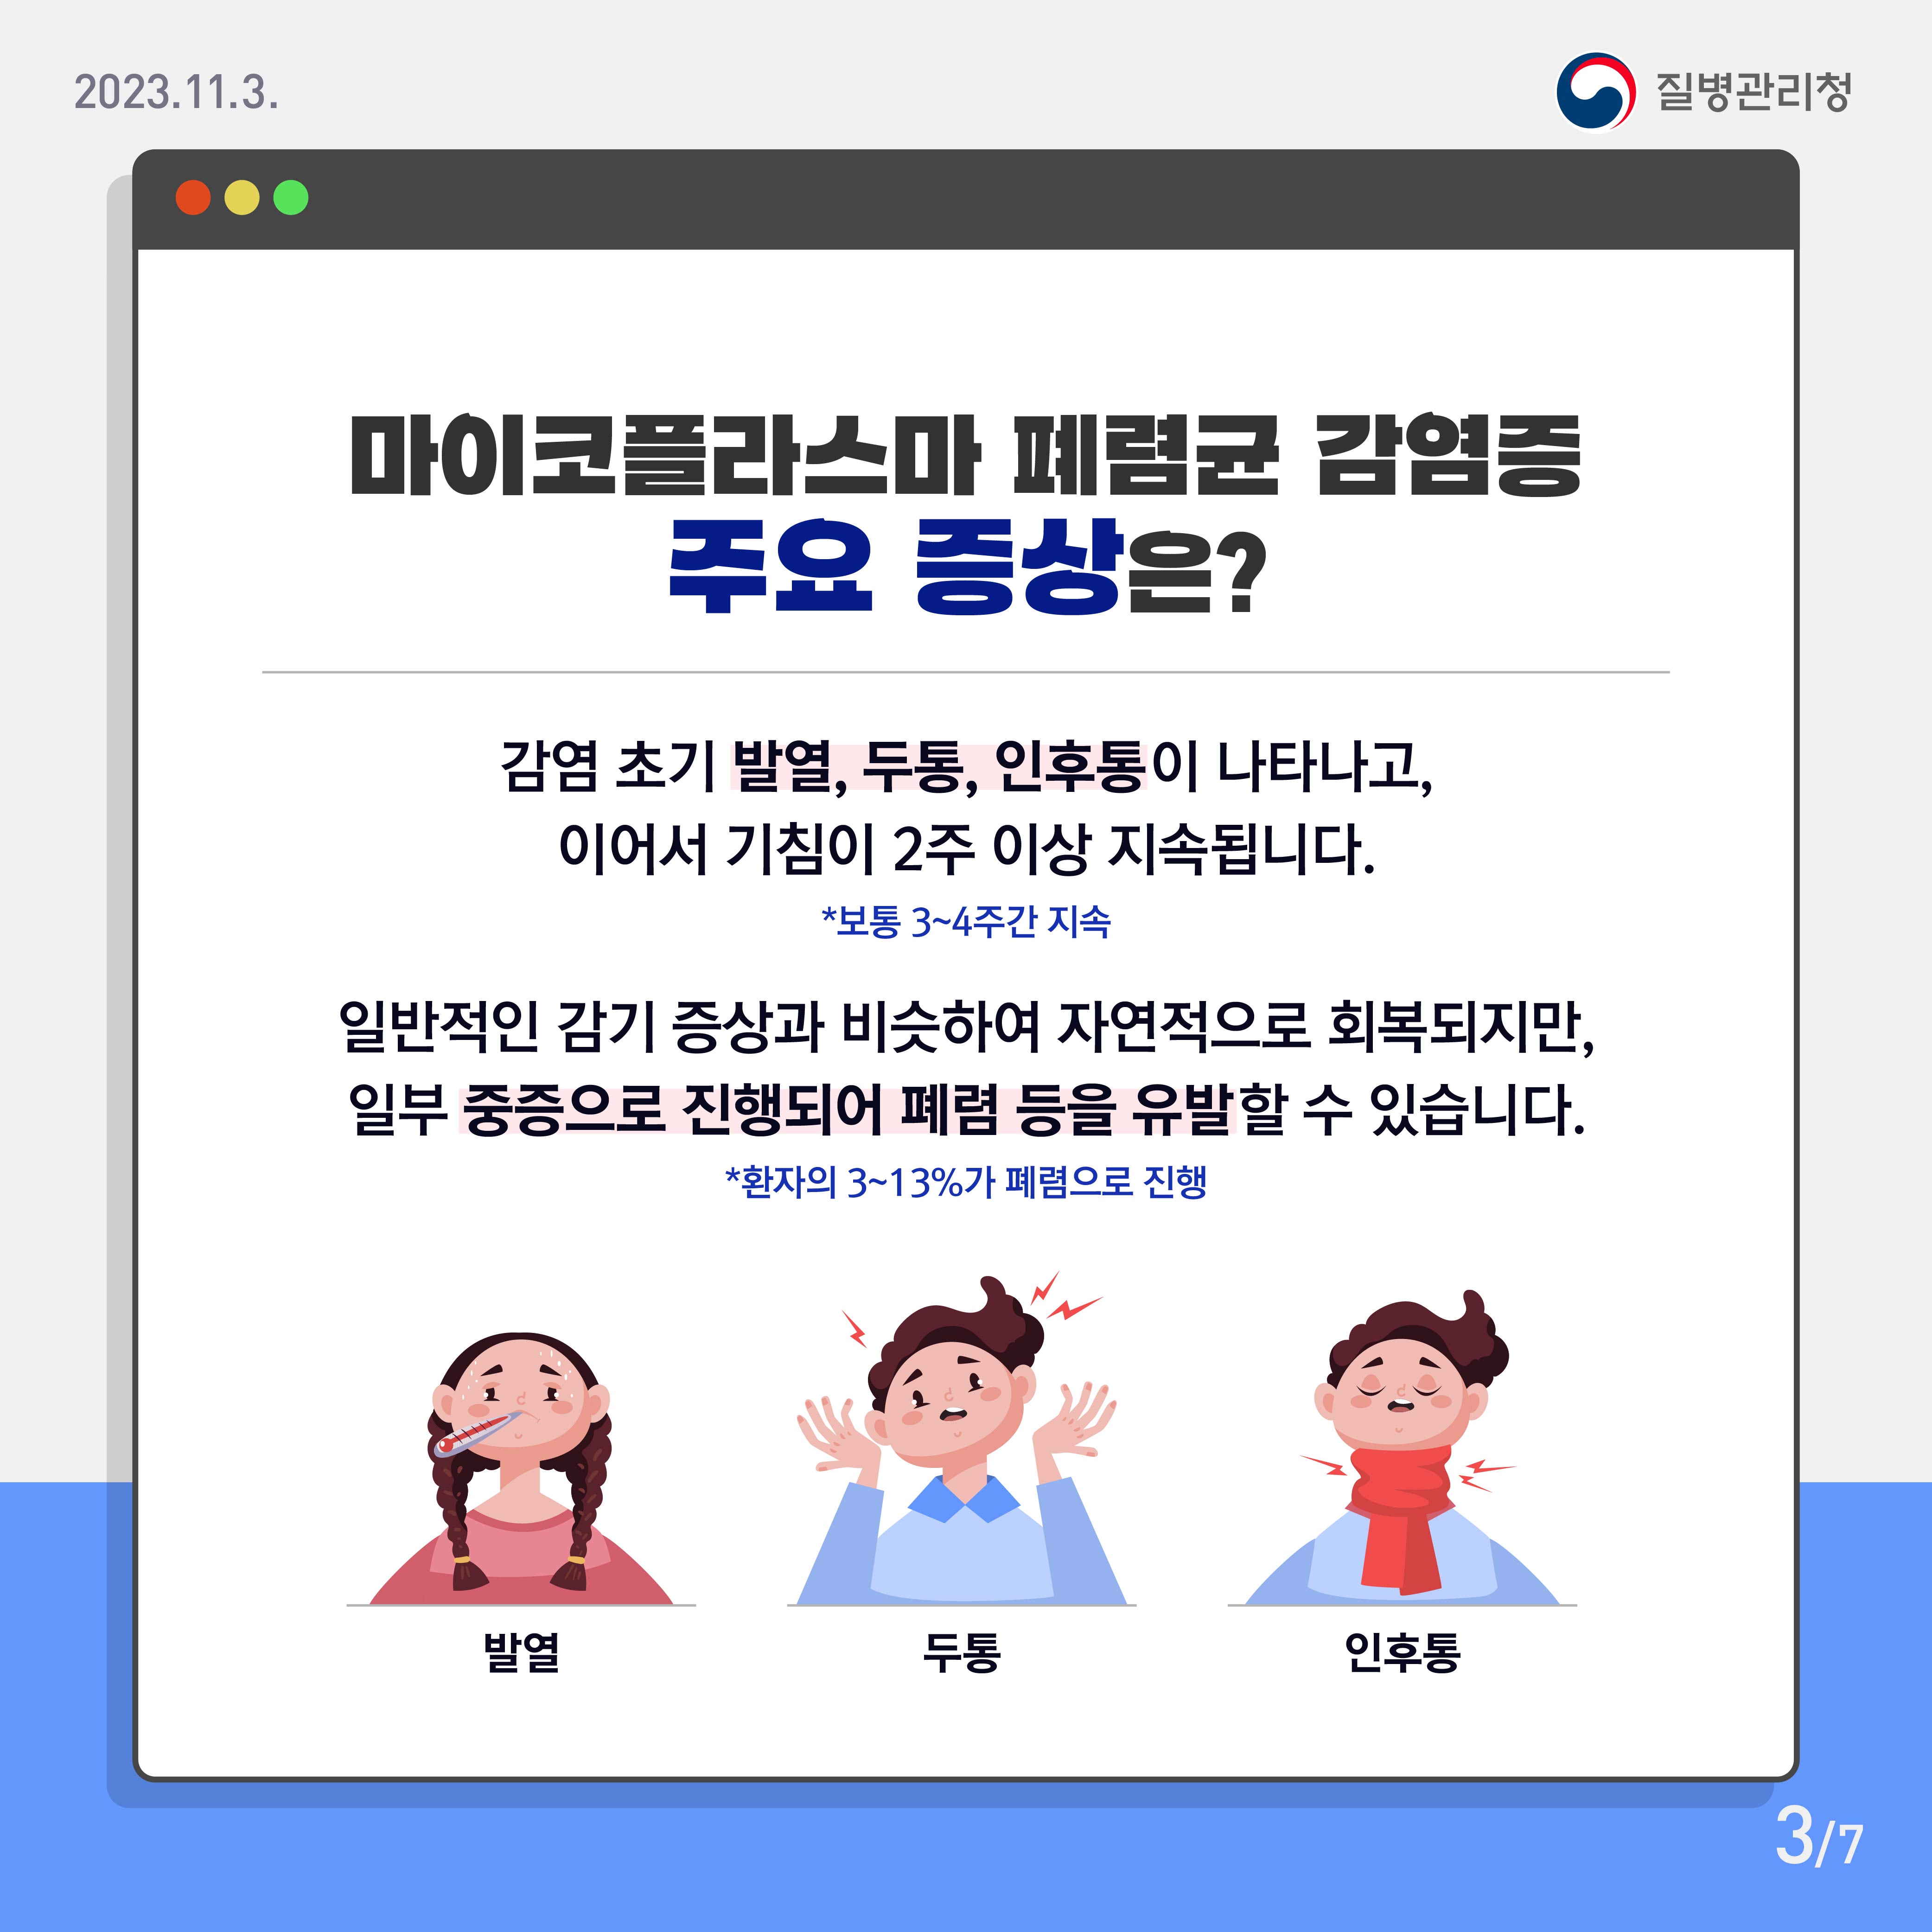 2023.11.3.
질병관리청
마이코플라스마 폐렴균 감염증
주요 증상은?
감염 초기 발열, 두통, 인후통이 나타나고,
이어서 기침이 2주 이상 지속됩니다.
*보통 3~4주간 지속
일반적인 감기 증상과 비슷하여 자연적으로 회복되지만,
일부 중증으로 진행되어 폐렴 등을 유발할 수 있습니다.
*환자의 3~13%가 폐렴으로 진행
발열
두통
인후통
3/7